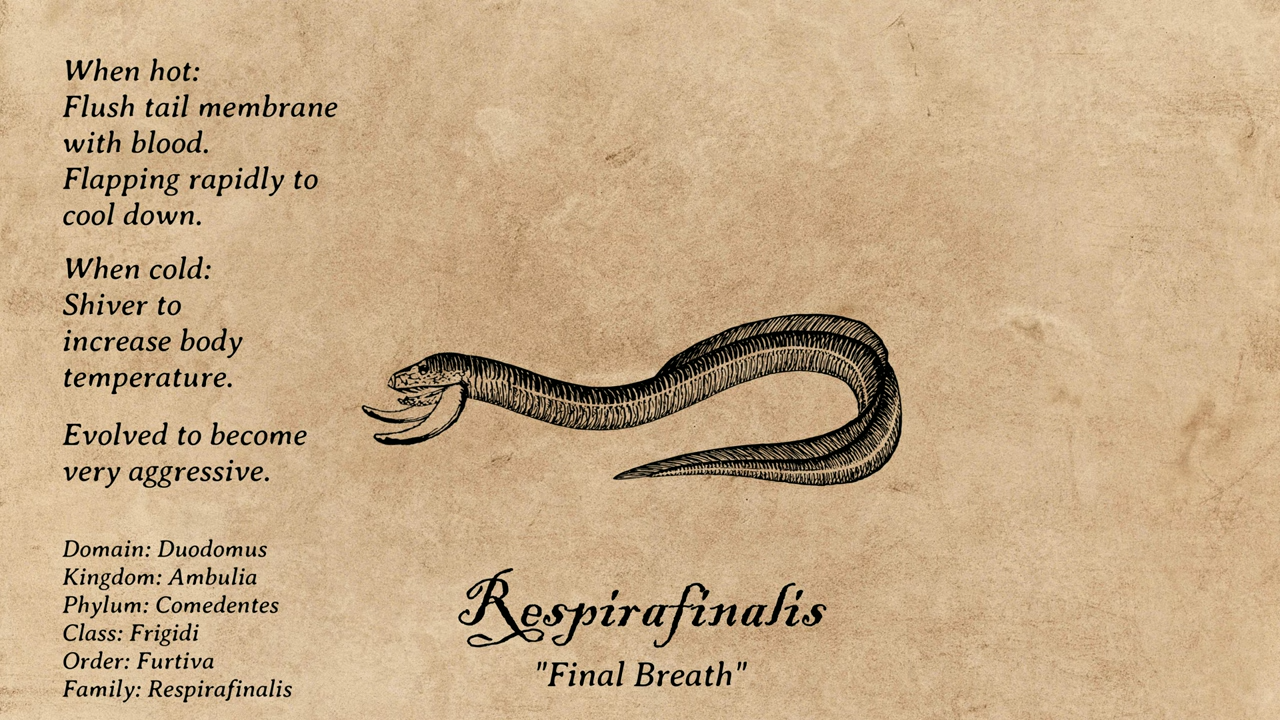 When hot:
Flush tail membrane
with blood.
Flapping rapidly to
cool down.
When cold:
Shiver to
increase body
temperature.
Evolved to become
very aggressive.
Domain: Duodomus
Kingdom: Ambulia
Phylum: Comedentes
Class: Frigidi
Order: Furtiva
Family: Respirafinalis
Respirafinalis
"Final Breath"